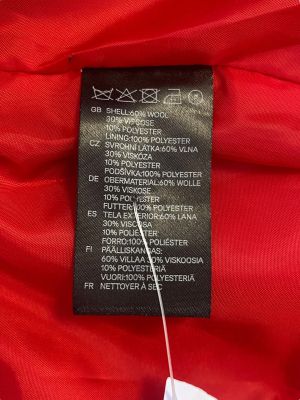 GB SHELL:60% WOOL
30% VISCOSE
10% POLYESTER
LINING:100% POLYESTER
CZ SVRCHNÍ LÁTKA:60% VLNA
30% VISKÓZA
10% POLYESTER
PODŠÍVKA:100% POLYESTER
DE OBERMATERIAL:60% WOLLE
30% VISKOSE
10% POLYESTER
FUTTER:100% POLYESTER
ES TELA EXTERIOR:60% LANA
30% VISCOSA
10% POLIÉSTER
FORRO:100% POLIÉSTER
FI PÄÄLLISKANGAS:
60% VILLAA 30% VISKOOSIA
10% POLYESTERIÄ
VUORI:100% POLYESTERIÄ
FR NETTOYER À SEC